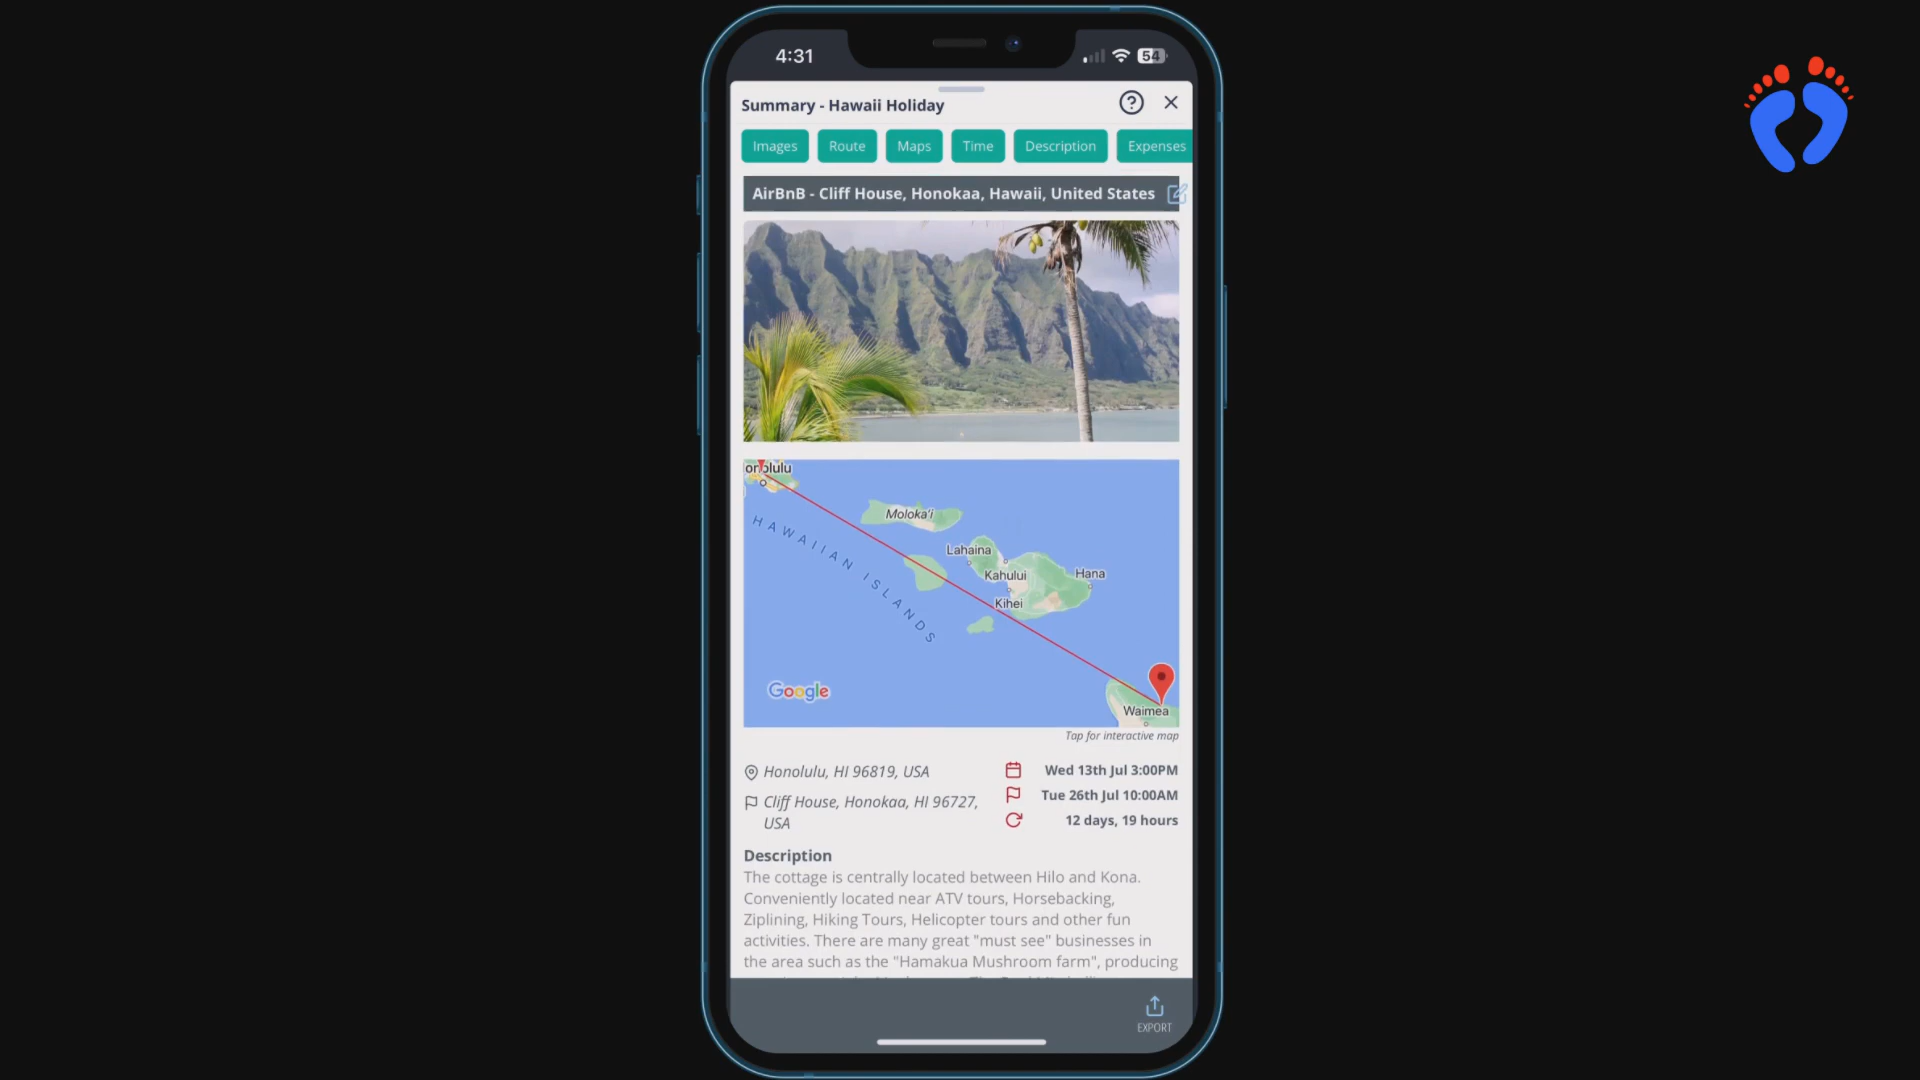 4:31
54
Summary - Hawaii Holiday
Images Route Maps Time Description Expenses
AirBnB - Cliff House, Honokaa, Hawaii, United States
onolulu
Moloka'i
HAWAIIAN ISLANDS
Lahaina
Kahului
Hana
Kihei
Google
Waimea
Tap for interactive map
Honolulu, HI 96819, USA
Cliff House, Honokaa, HI 96727,
USA
Wed 13th Jul 3:00PM
Tue 26th Jul 10:00AM
12 days, 19 hours
Description
The cottage is centrally located between Hilo and Kona.
Conveniently located near ATV tours, Horsebacking,
Ziplining, Hiking Tours, Helicopter tours and other fun
activities. There are many great "must see" businesses in
the area such as the "Hamakua Mushroom farm", producing
EXPORT